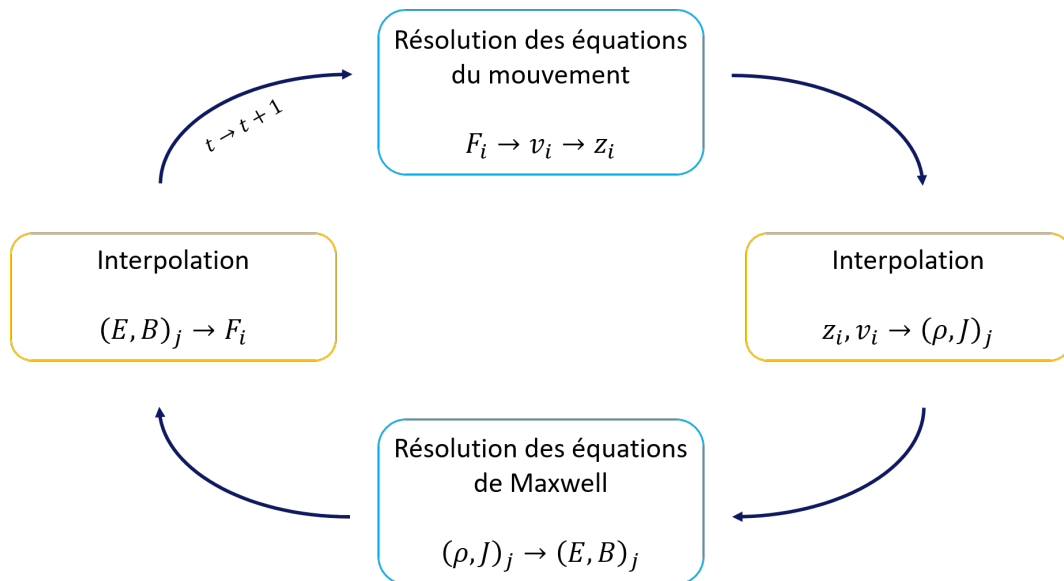 Résolution des équations
du mouvement
F_i → v_i → z_i
t → t + 1
Interpolation
(E, B)_j → F_i
Interpolation
z_i, v_i → (ρ, J)_j
Résolution des équations
de Maxwell
(ρ, J)_j → (E, B)_j